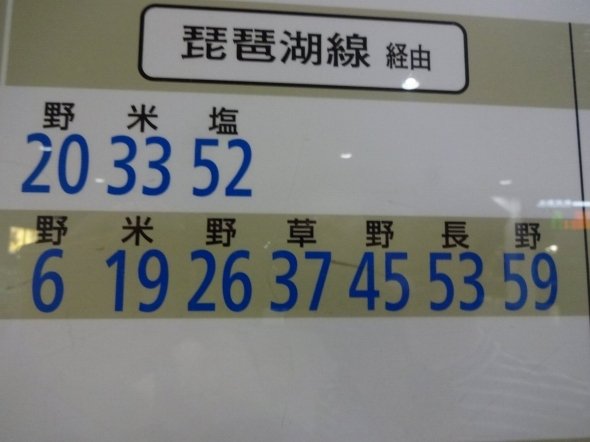 琵琶湖線 経由
野 米 塩
20 33 52
野 米 野 草 野 長 野
6 19 26 37 45 53 59